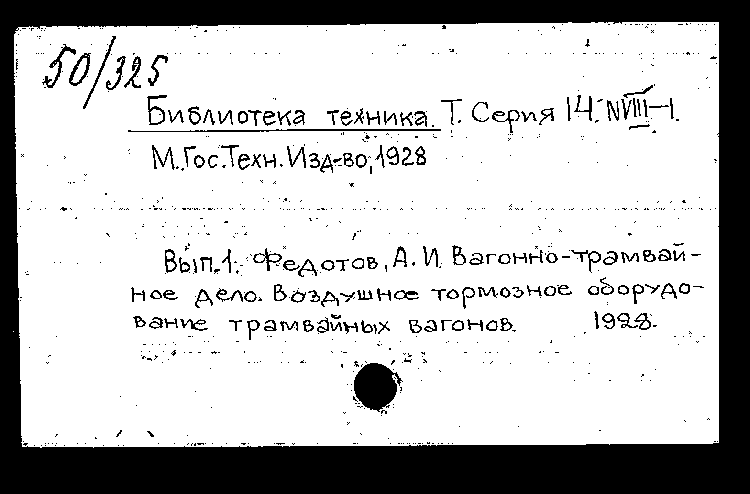 50/325
Библиотека техника. Т. Серия 14. NVIII-1.
М. Гос. Техн. Изд-во, 1928
Вып. 1. Федотов, А. И. Вагонно-трамвай-
ное дело. Воздушное тормозное оборудо-
вание трамвайных вагонов. 1928.